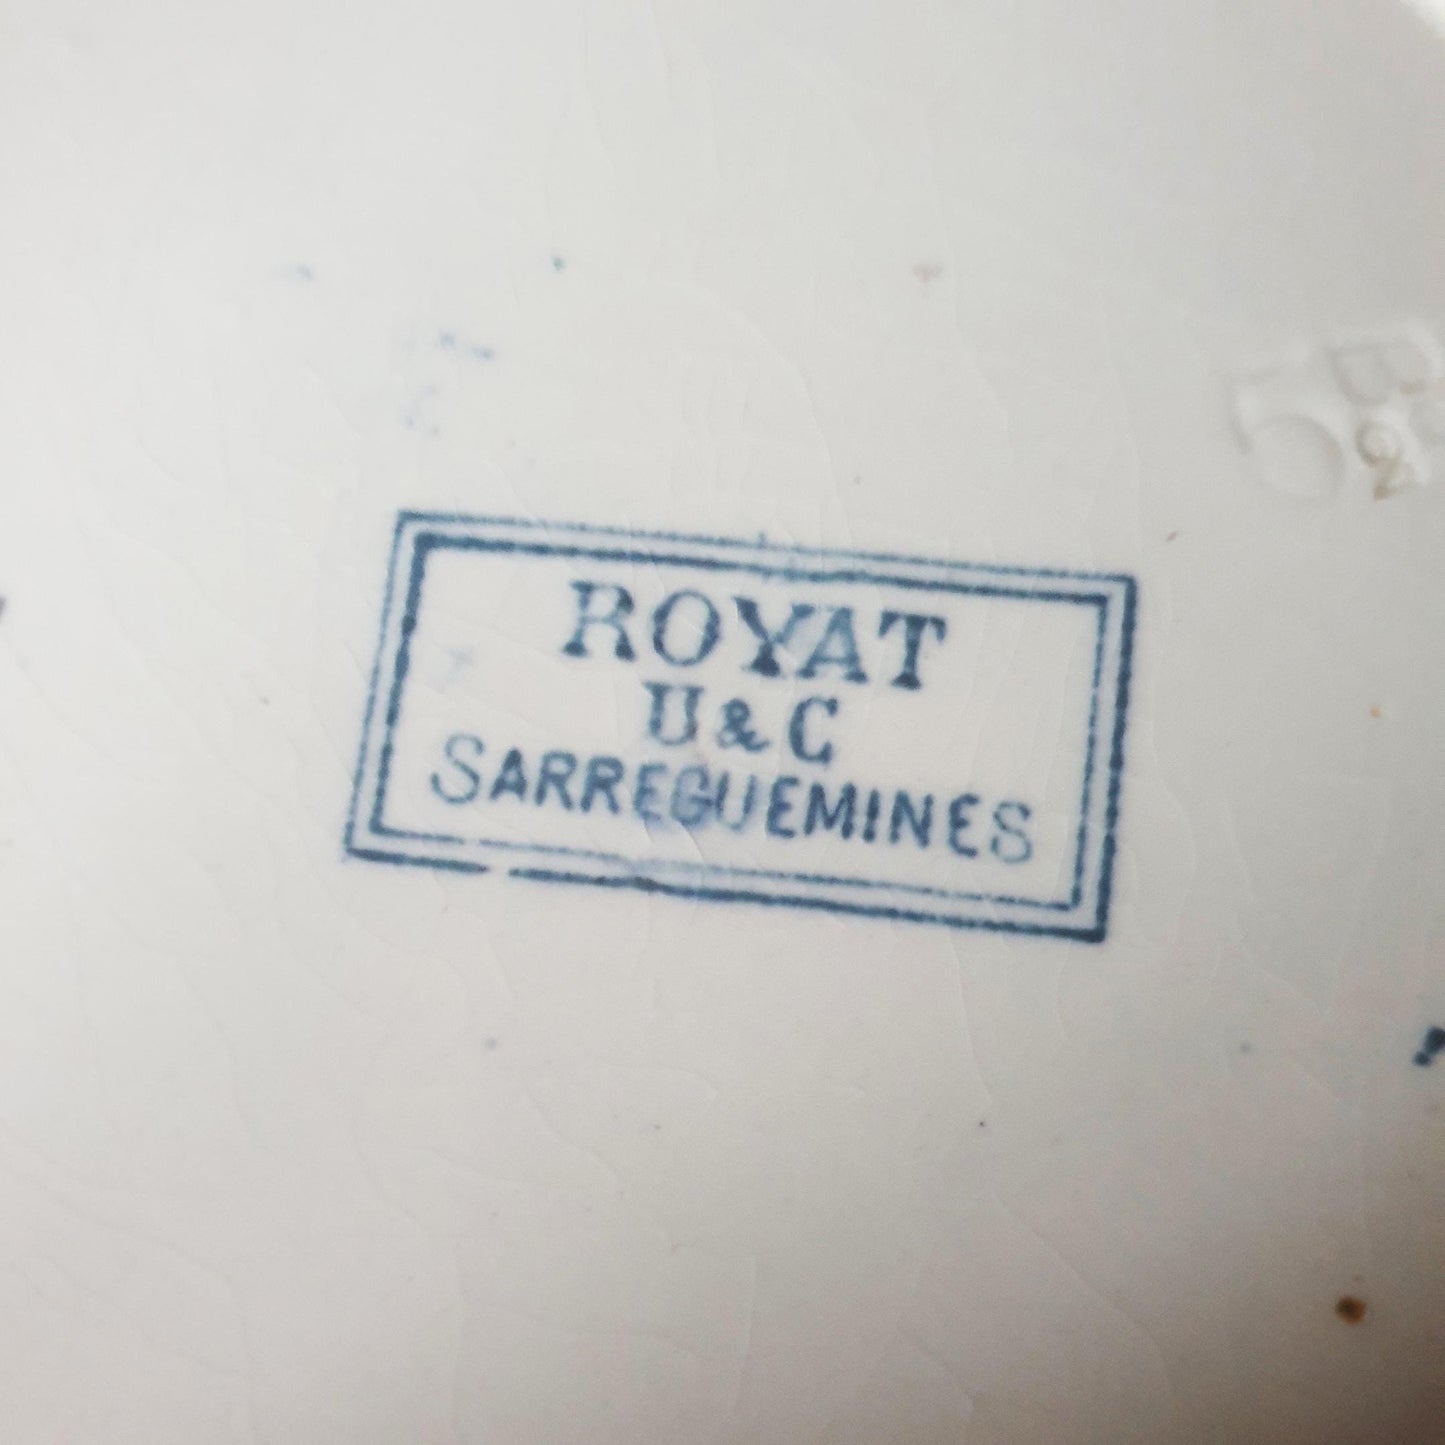 ROYAT
U & C
SARREGUEMINES